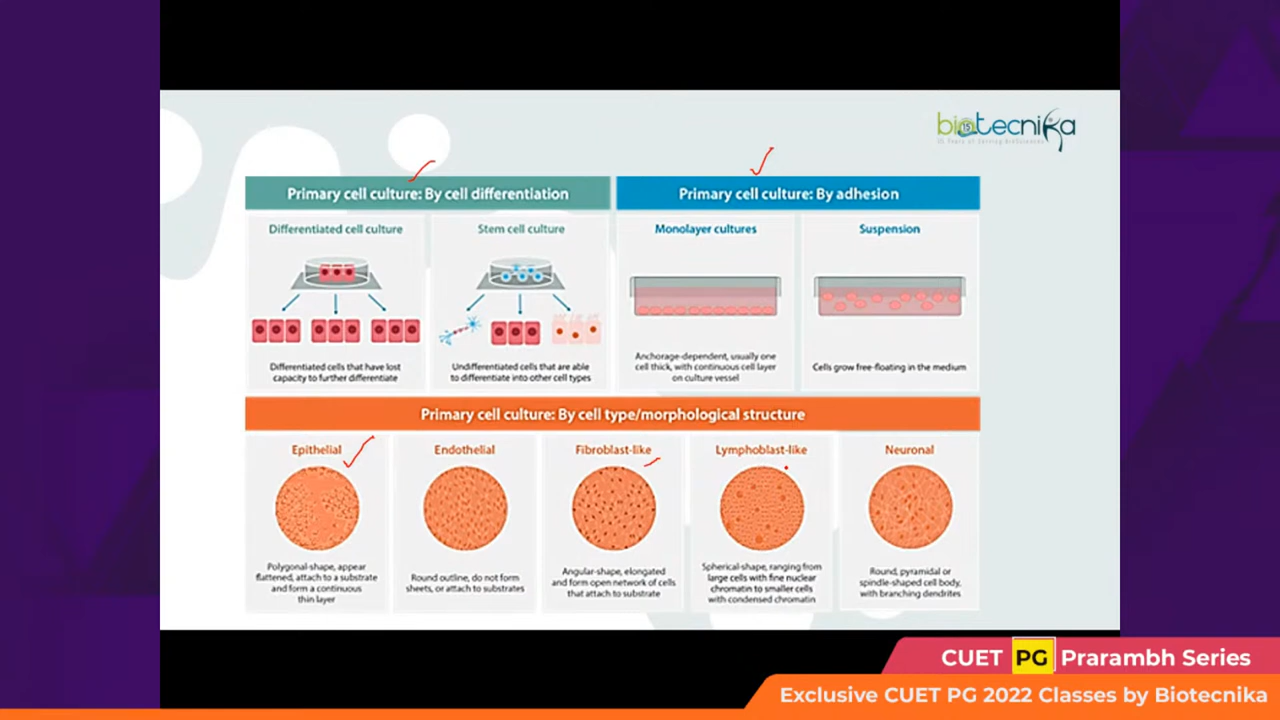 biotecnika
Primary cell culture: By cell differentiation
Primary cell culture: By adhesion
Differentiated cell culture
Stem cell culture
Monolayer cultures
Suspension
Differentiated cells that have lost
capacity to further differentiate
Undifferentiated cells that are able
to differentiate into other cell types
Anchorage-dependent, usually one
cell thick, with continuous cell layer
on culture vessel
Cells grow free-floating in the medium
Primary cell culture: By cell type/morphological structure
Epithelial
Endothelial
Fibroblast-like
Lymphoblast-like
Neuronal
Polygonal-shape, appear
flattened, attach to a substrate
and form a continuous
thin layer
Round outline, do not form
sheets, or attach to substrates
Angular-shape, elongated
and form open network of cells
that attach to substrate
Spherical-shape, ranging from
large cells with fine nuclear
chromatin to smaller cells
with condensed chromatin
Round, pyramidal or
spindle-shaped cell body,
with branching dendrites
CUET PG Prarambh Series
Exclusive CUET PG 2022 Classes by Biotecnika